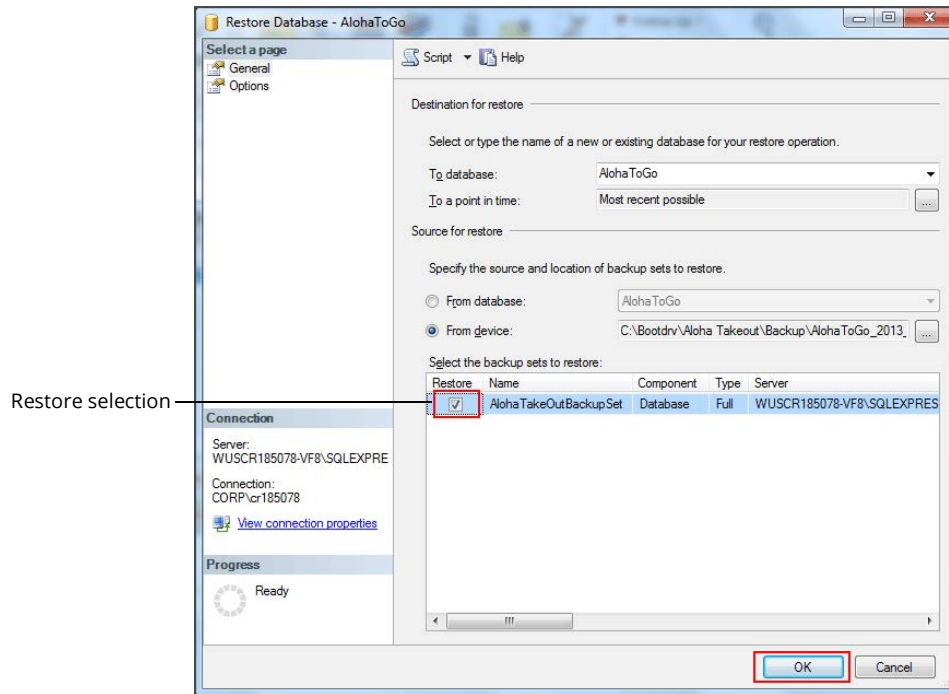 Restore Database - AlohaToGo
Select a page
General
Options
Script
Help
Destination for restore
Select or type the name of a new or existing database for your restore operation.
To database:
AlohaToGo
To a point in time:
Most recent possible
...
Source for restore
Specify the source and location of backup sets to restore.
From database:
AlohaToGo
From device:
C:\Bootdrv\Aloha Takeout\Backup\AlohaToGo_2013_
...
Select the backup sets to restore:
Restore Name Component Type Server
AlohaTakeOutBackupSet Database Full WUSCR185078-VF8\SQLEXPRES
Restore selection
Connection
Server:
WUSCR185078-VF8\SQLEXPRE
Connection:
CORP\cr185078
View connection properties
Progress
Ready
OK
Cancel